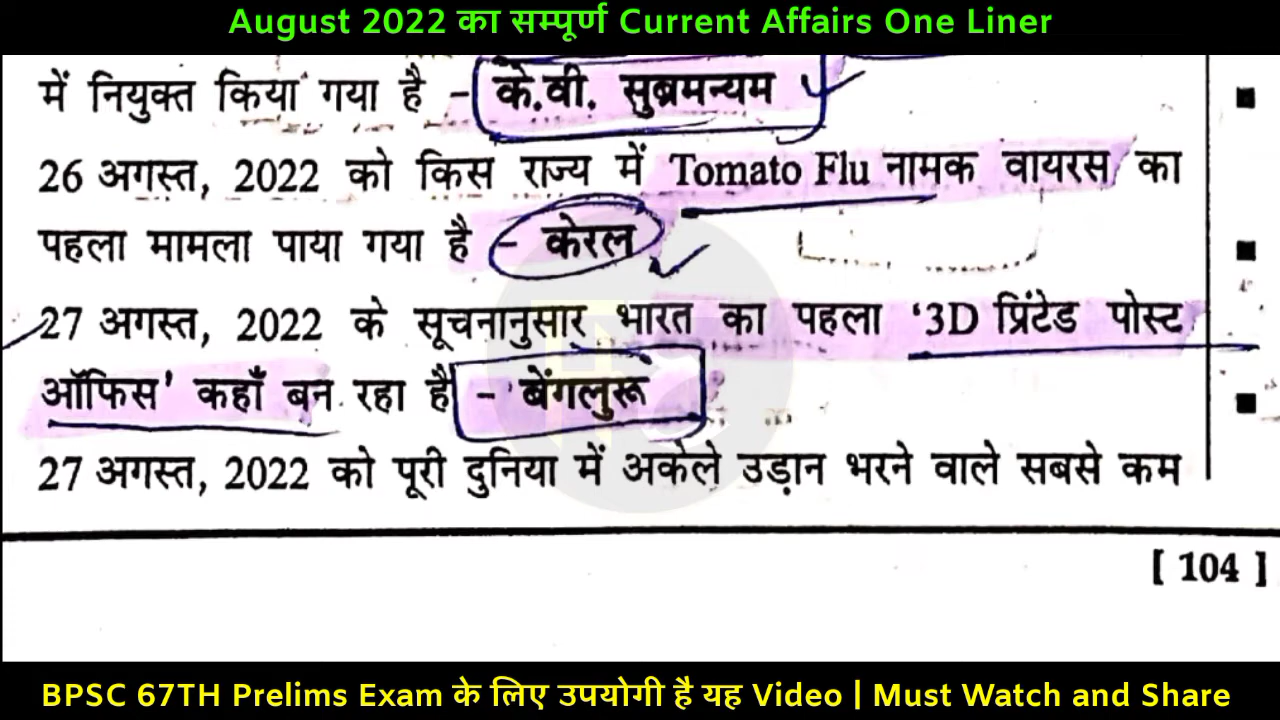 August 2022 का सम्पूर्ण Current Affairs One Liner
में नियुक्त किया गया है - के.वी. सुब्रमन्यम
26 अगस्त, 2022 को किस राज्य में Tomato Flu नामक वायरस का
पहला मामला पाया गया है - केरल
27 अगस्त, 2022 के सूचनानुसार भारत का पहला ‘3D प्रिंटेड पोस्ट
ऑफिस’ कहाँ बन रहा है - बेंगलुरू
27 अगस्त, 2022 को पूरी दुनिया में अकेले उड़ान भरने वाले सबसे कम
[ 104 ]
BPSC 67TH Prelims Exam के लिए उपयोगी है यह Video | Must Watch and Share